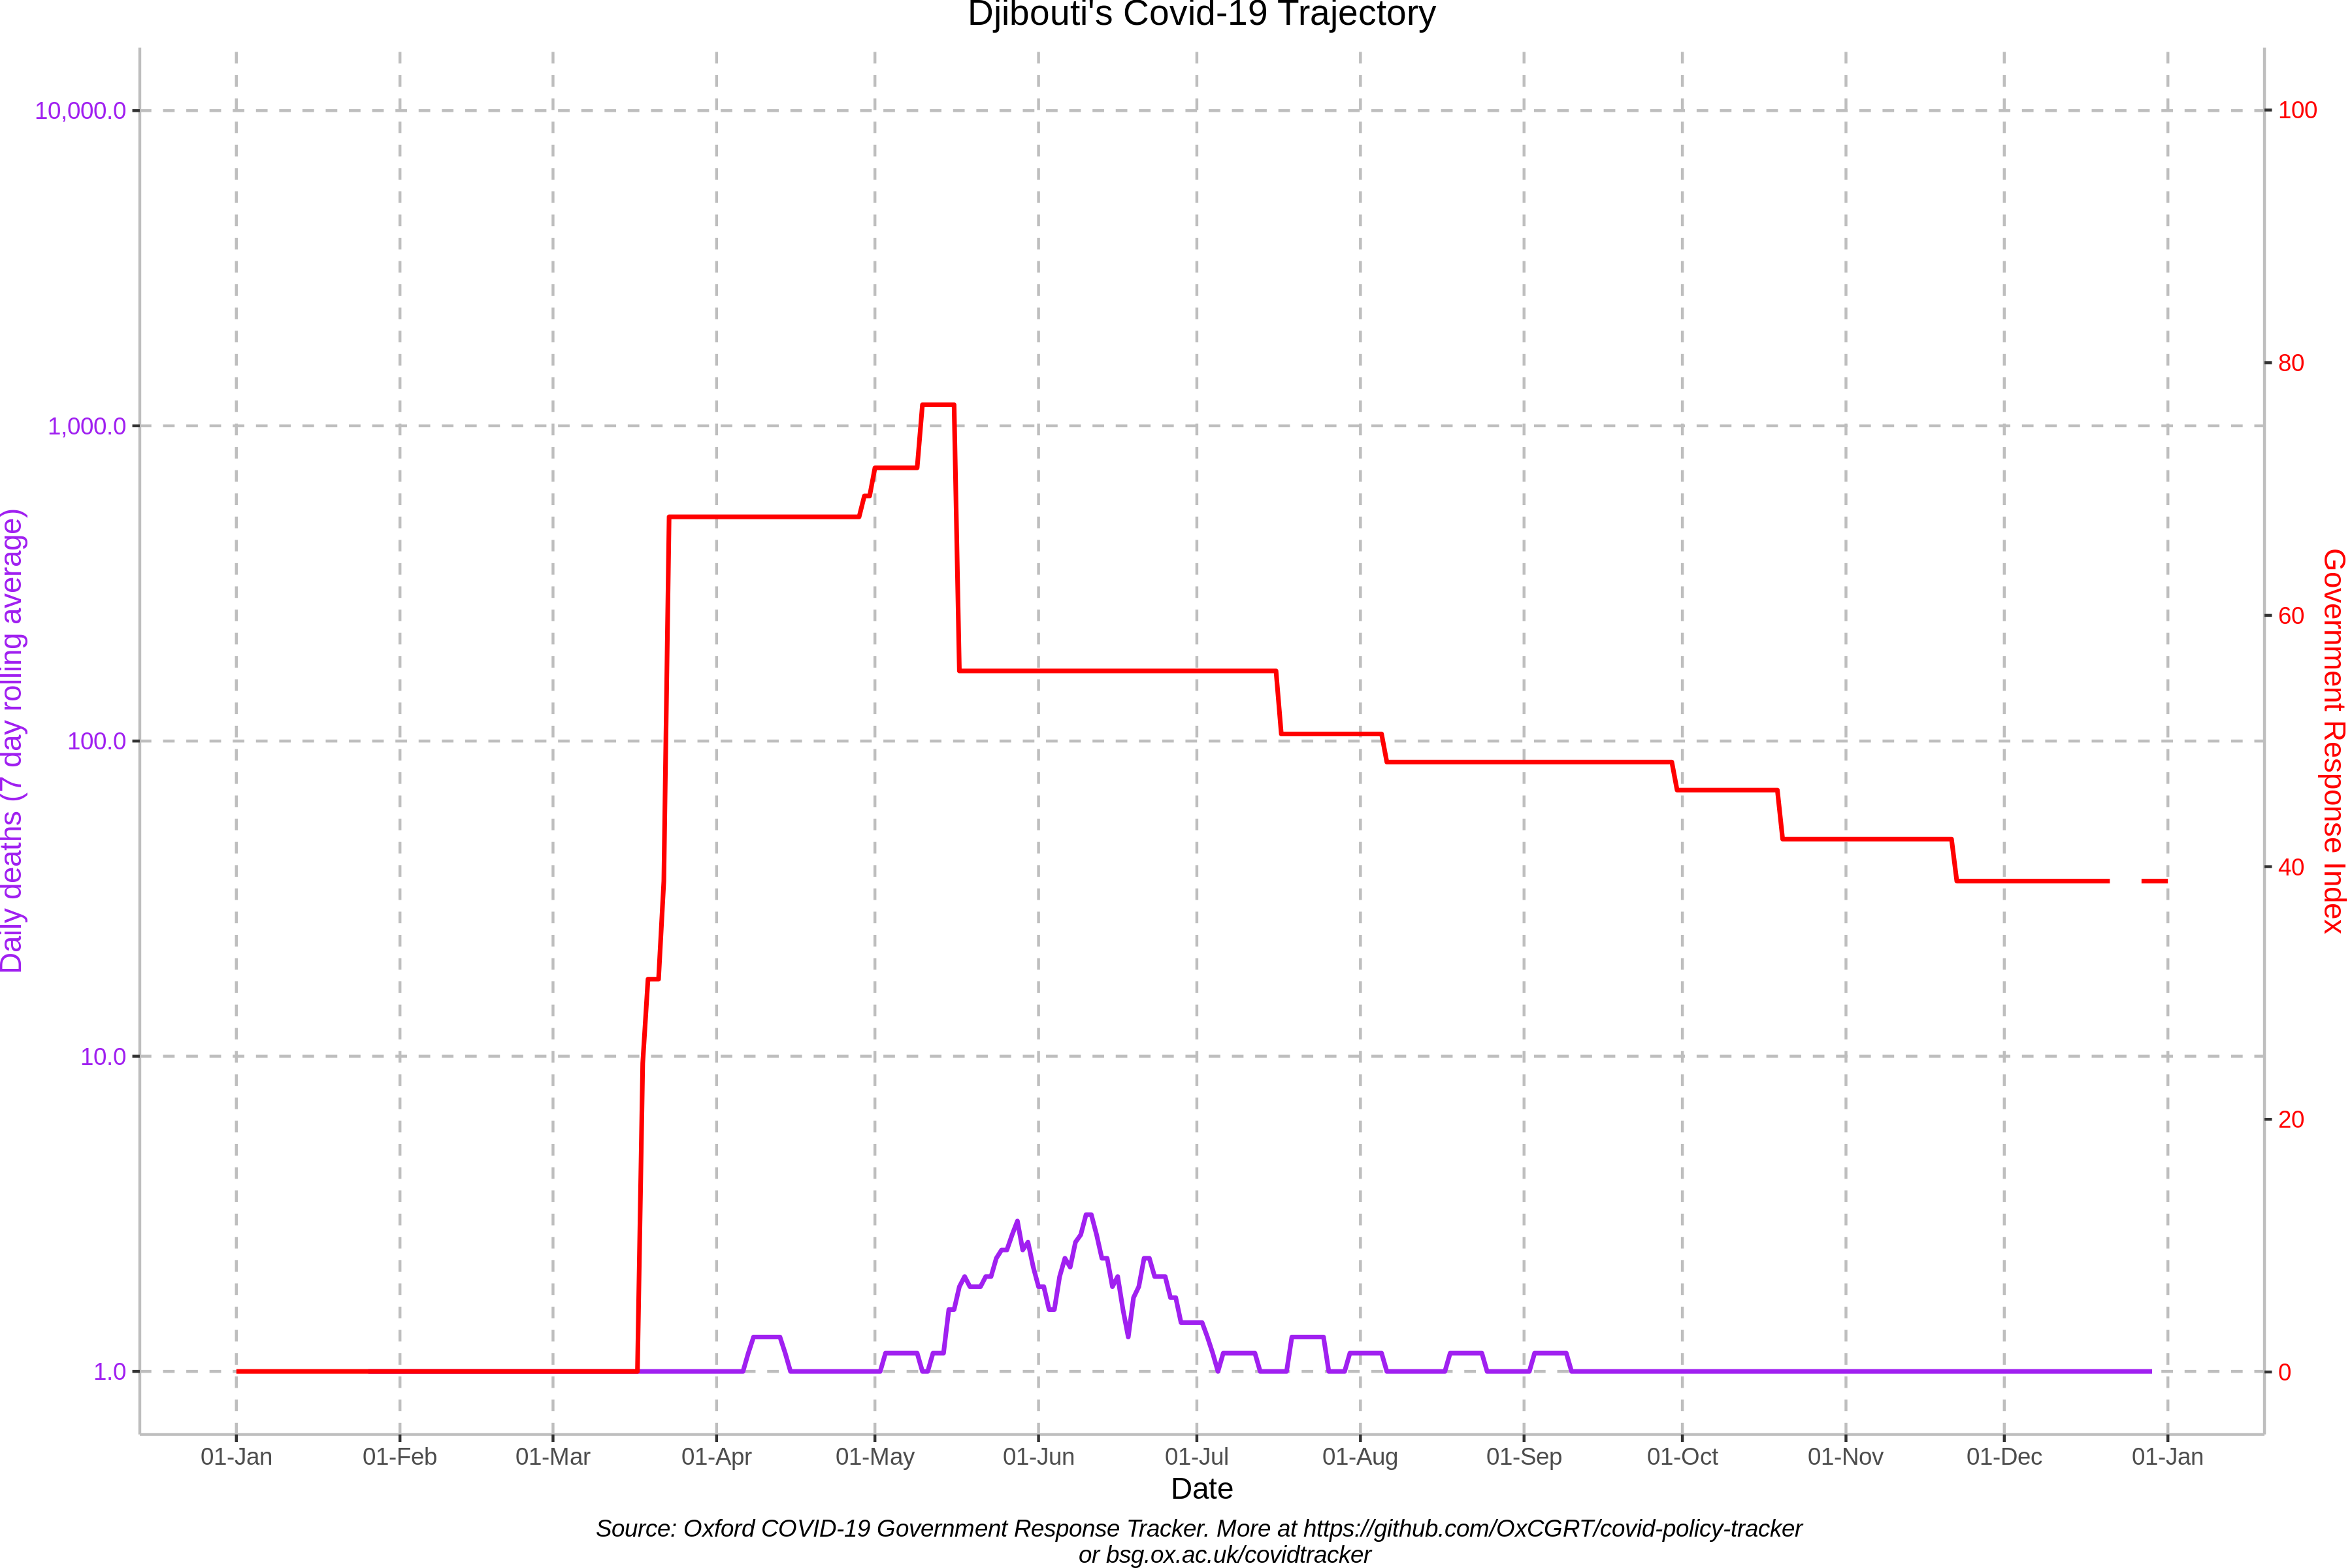 Djibouti's Covid-19 Trajectory
10,000.0
1,000.0
100.0
10.0
1.0
Daily deaths (7 day rolling average)
100
80
60
40
20
0
Government Response Index
01-Jan 01-Feb 01-Mar 01-Apr 01-May 01-Jun 01-Jul 01-Aug 01-Sep 01-Oct 01-Nov 01-Dec 01-Jan
Date
Source: Oxford COVID-19 Government Response Tracker. More at https://github.com/OxCGRT/covid-policy-tracker
or bsg.ox.ac.uk/covidtracker